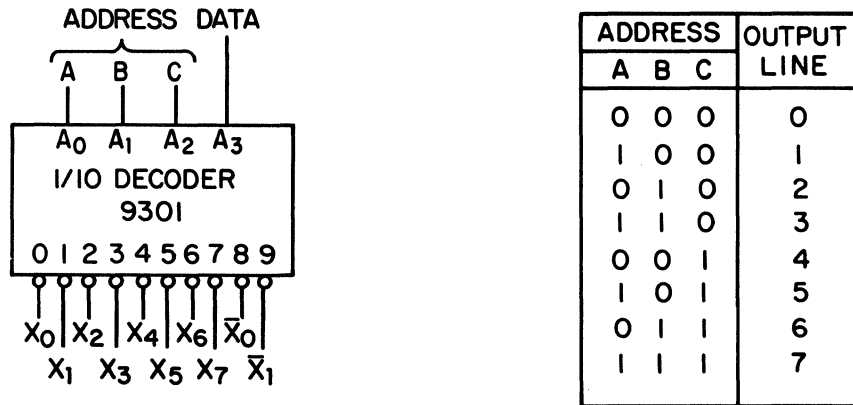 ADDRESS DATA
A B C
A0 A1 A2 A3
1/10 DECODER
9301
0 1 2 3 4 5 6 7 8 9
X0 X2 X4 X6 X̅0
X1 X3 X5 X7 X̅1
ADDRESS OUTPUT LINE
A B C
0 0 0 0
1 0 0 1
0 1 0 2
1 1 0 3
0 0 1 4
1 0 1 5
0 1 1 6
1 1 1 7